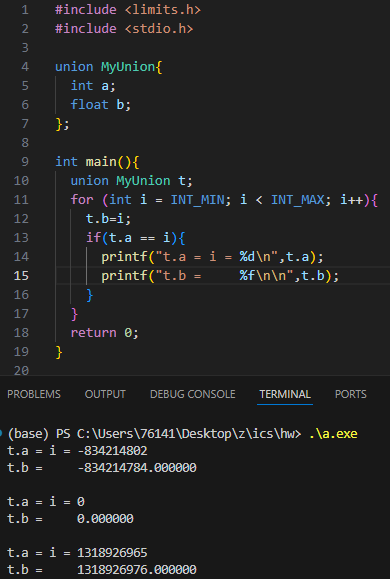 1 #include <limits.h>
2 #include <stdio.h>
3
4 union MyUnion{
5   int a;
6   float b;
7 };
8
9 int main(){
10   union MyUnion t;
11   for (int i = INT_MIN; i < INT_MAX; i++){
12     t.b=i;
13     if(t.a == i){
14       printf("t.a = i = %d\n",t.a);
15       printf("t.b =     %f\n\n",t.b);
16     }
17   }
18   return 0;
19 }
20
PROBLEMS OUTPUT DEBUG CONSOLE TERMINAL PORTS
(base) PS C:\Users\76141\Desktop\z\ics\hw> .\a.exe
t.a = i = -834214802
t.b =     -834214784.000000
t.a = i = 0
t.b =     0.000000
t.a = i = 1318926965
t.b =     1318926976.000000